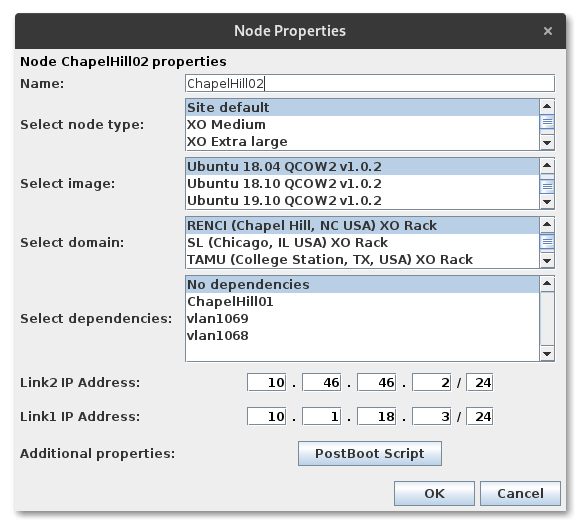 Node Properties
Node ChapelHill02 properties
Name: ChapelHill02
Select node type: Site default
XO Medium
XO Extra large
Select image: Ubuntu 18.04 QCOW2 v1.0.2
Ubuntu 18.10 QCOW2 v1.0.2
Ubuntu 19.10 QCOW2 v1.0.2
Select domain: RENCI (Chapel Hill, NC USA) XO Rack
SL (Chicago, IL USA) XO Rack
TAMU (College Station, TX, USA) XO Rack
Select dependencies: No dependencies
ChapelHill01
vlan1069
vlan1068
Link2 IP Address: 10 . 46 . 46 . 2 / 24
Link1 IP Address: 10 . 1 . 18 . 3 / 24
Additional properties: PostBoot Script
OK Cancel